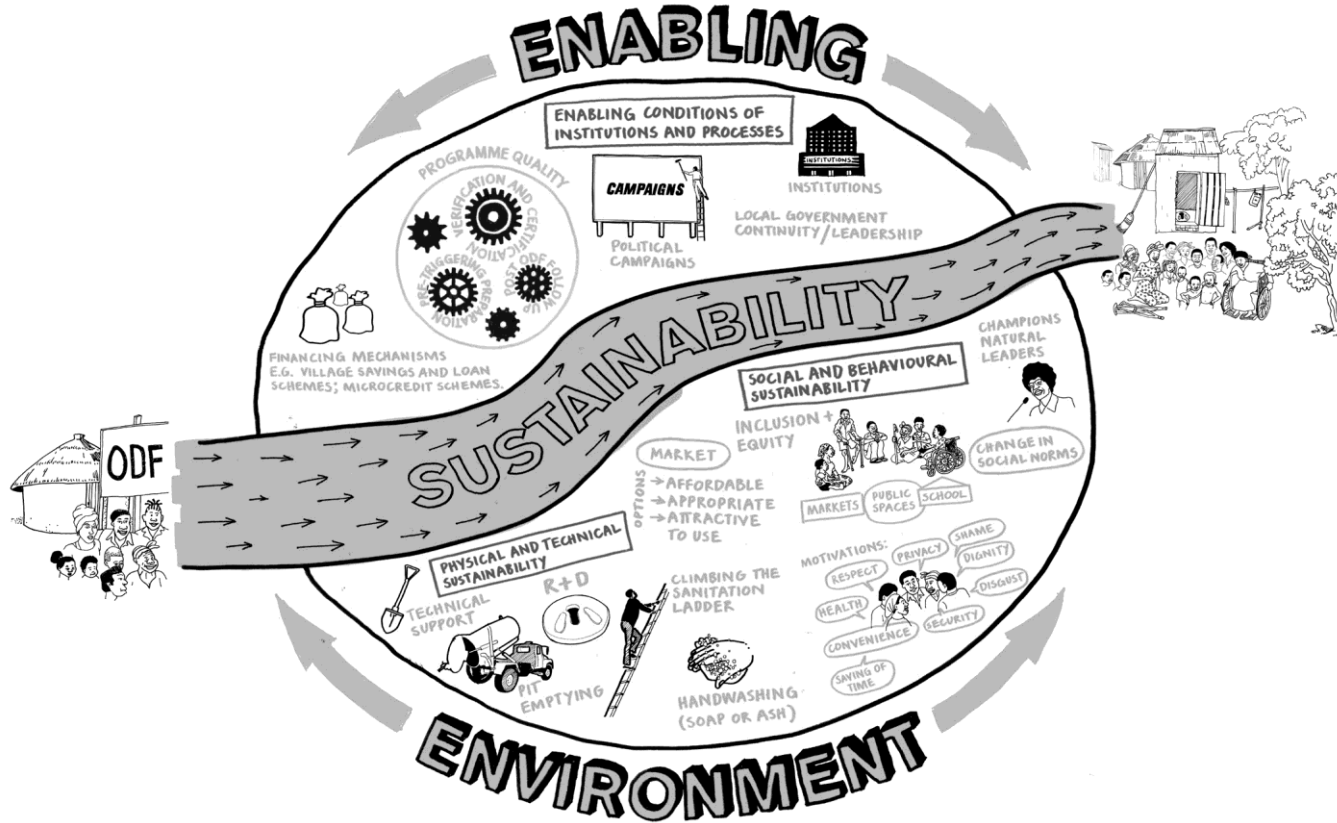 ENABLING
ENABLING CONDITIONS OF
INSTITUTIONS AND PROCESSES
PROGRAMME QUALITY
VERIFICATION AND
CERTIFICATION
PRE-TRIGGERING
PREPARATION
POST ODF
FOLLOW UP
CAMPAIGNS
POLITICAL
CAMPAIGNS
INSTITUTIONS
INSTITUTIONS
LOCAL GOVERNMENT
CONTINUITY/LEADERSHIP
FINANCING MECHANISMS
E.G. VILLAGE SAVINGS AND LOAN
SCHEMES; MICROCREDIT SCHEMES.
ODF
SUSTAINABILITY
SOCIAL AND BEHAVIOURAL
SUSTAINABILITY
CHAMPIONS
NATURAL
LEADERS
INCLUSION +
EQUITY
CHANGE IN
SOCIAL NORMS
MARKETS
PUBLIC
SPACES
SCHOOL
MOTIVATIONS:
RESPECT
PRIVACY
SHAME
DIGNITY
DISGUST
HEALTH
SECURITY
CONVENIENCE
SAVING OF
TIME
MARKET
OPTIONS
→ AFFORDABLE
→ APPROPRIATE
→ ATTRACTIVE
TO USE
PHYSICAL AND TECHNICAL
SUSTAINABILITY
TECHNICAL
SUPPORT
R+D
PIT
EMPTYING
CLIMBING THE
SANITATION
LADDER
HANDWASHING
(SOAP OR ASH)
ENVIRONMENT